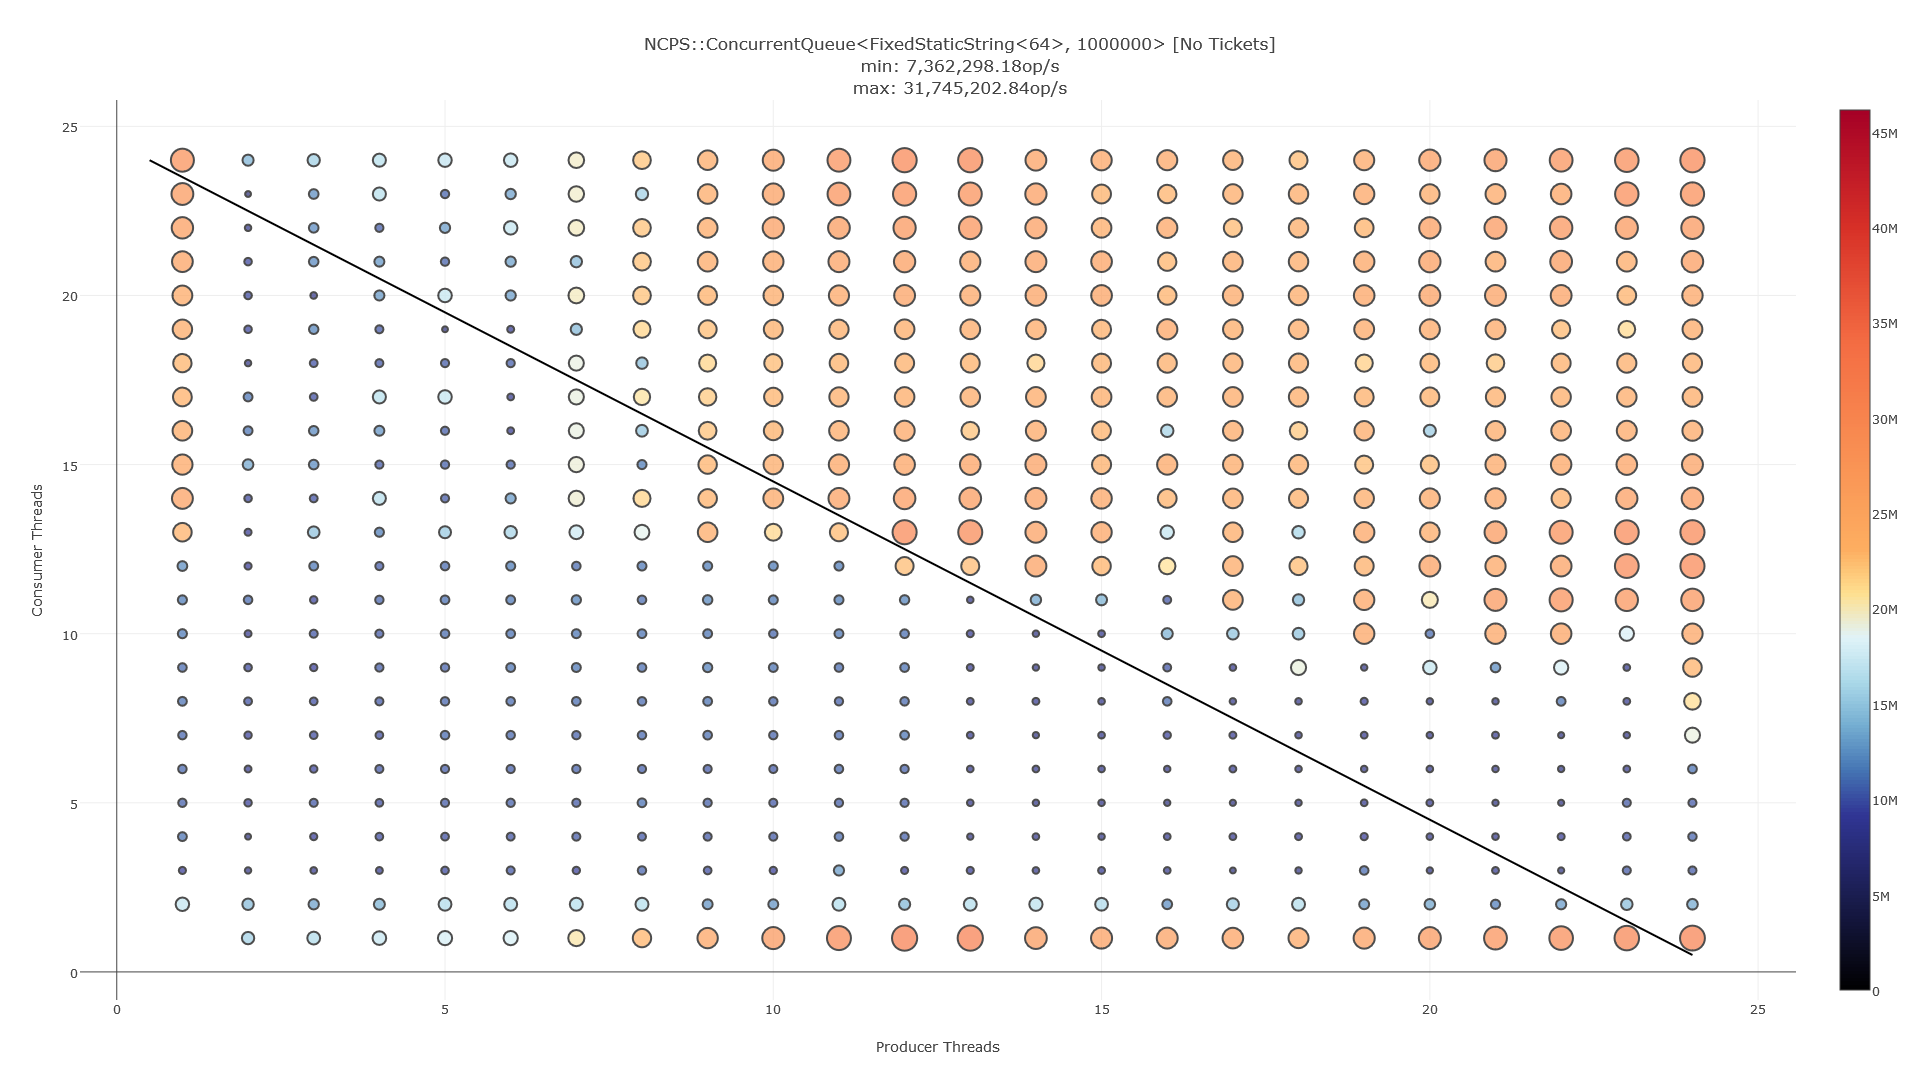 NCPS::ConcurrentQueue<FixedStaticString<64>, 1000000> [No Tickets]
min: 7,362,298.18op/s
max: 31,745,202.84op/s
25
20
15
10
5
0
Consumer Threads
0
5
10
15
20
25
Producer Threads
45M
40M
35M
30M
25M
20M
15M
10M
5M
0